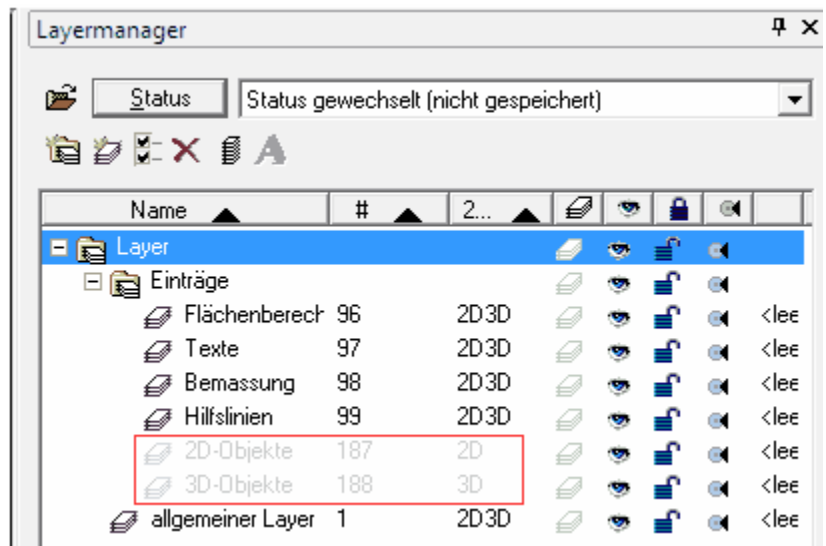 Layermanager
Status Status gewechselt (nicht gespeichert)
Name # 2...
Layer
Einträge
Flächenberech 96 2D3D <lee
Texte 97 2D3D <lee
Bemassung 98 2D3D <lee
Hilfslinien 99 2D3D <lee
2D-Objekte 187 2D <lee
3D-Objekte 188 3D <lee
allgemeiner Layer 1 2D3D <lee